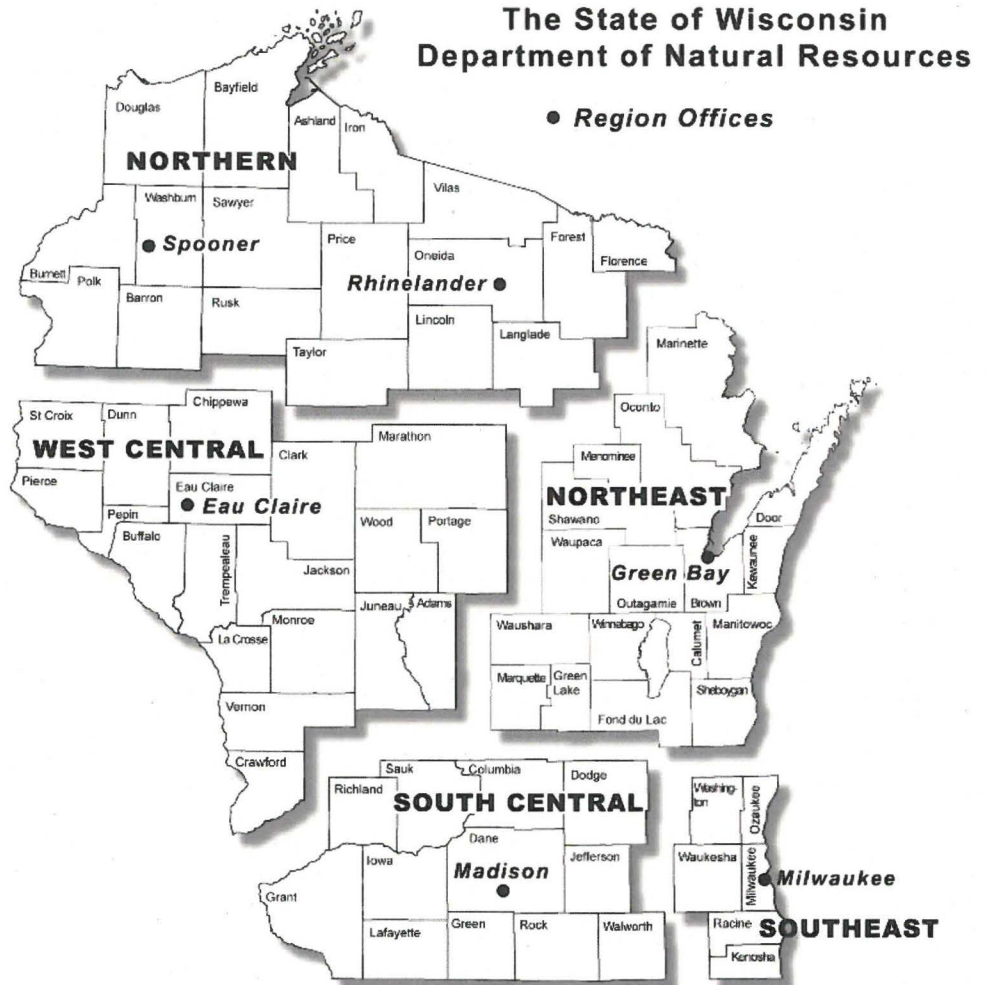 The State of Wisconsin
Department of Natural Resources
Region Offices
Douglas
Bayfield
Ashland
Iron
NORTHERN
Vilas
Washburn
Sawyer
Spooner
Price
Forest
Oneida
Florence
Burnett
Polk
Rhinelander
Barron
Rusk
Lincoln
Langlade
Taylor
Marinette
Chippewa
St Croix
Dunn
Oconto
WEST CENTRAL
Marathon
Clark
Menominee
Pierce
Eau Claire
Eau Claire
NORTHEAST
Pepin
Wood
Portage
Shawano
Door
Buffalo
Waupaca
Trempealeau
Kewaunee
Jackson
Green Bay
Juneau
Adams
Outagamie
Brown
Monroe
Waushara
Winnebago
Calumet
Manitowoc
La Crosse
Marquette
Green
Lake
Sheboygan
Vernon
Fond du Lac
Crawford
Sauk
Columbia
Dodge
Richland
SOUTH CENTRAL
Washing-
ton
Ozaukee
Dane
Iowa
Jefferson
Waukesha
Milwaukee
Madison
Milwaukee
Grant
Lafayette
Green
Rock
Walworth
Racine
SOUTHEAST
Kenosha